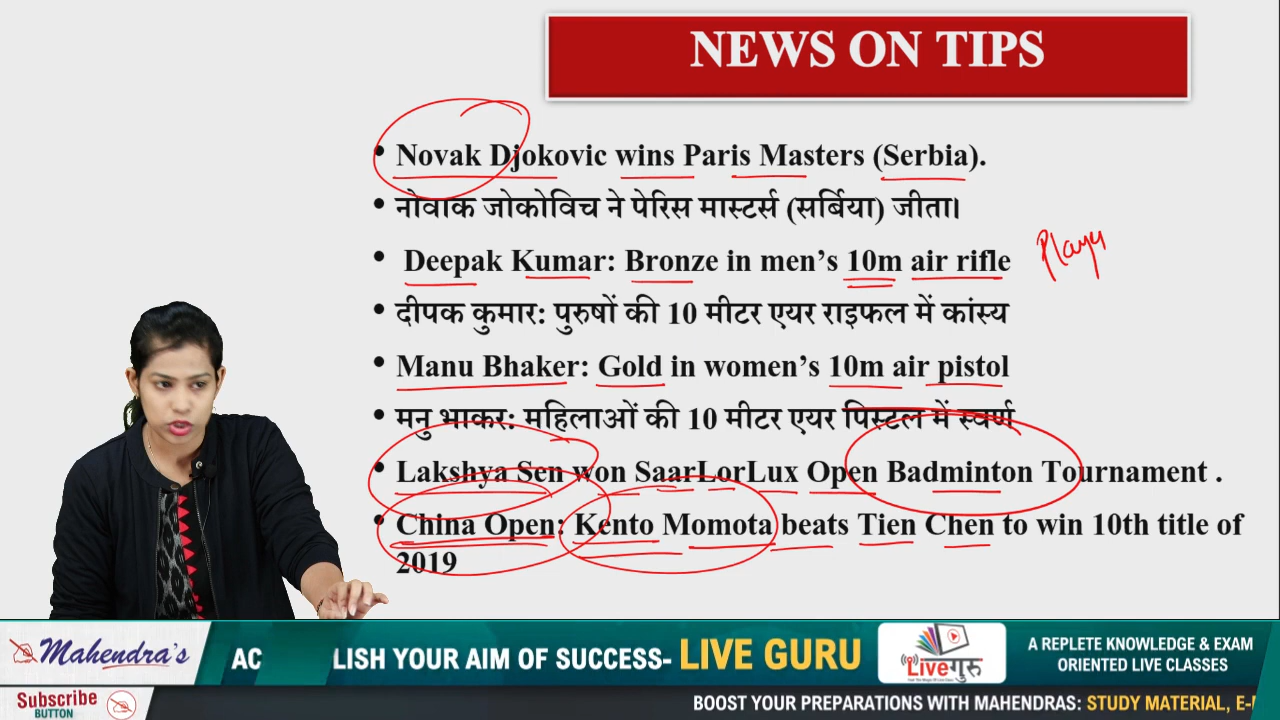 NEWS ON TIPS
• Novak Djokovic wins Paris Masters (Serbia).
• नोवाक जोकोविच ने पेरिस मास्टर्स (सर्बिया) जीता।
• Deepak Kumar: Bronze in men’s 10m air rifle
Play
• दीपक कुमार: पुरुषों की 10 मीटर एयर राइफल में कांस्य
• Manu Bhaker: Gold in women’s 10m air pistol
• मनु भाकर: महिलाओं की 10 मीटर एयर पिस्टल में स्वर्ण
• Lakshya Sen won SaarLorLux Open Badminton Tournament .
• China Open: Kento Momota beats Tien Chen to win 10th title of
2019
Mahendra's
AC LISH YOUR AIM OF SUCCESS- LIVE GURU
Liveगुरु
A REPLETE KNOWLEDGE & EXAM
ORIENTED LIVE CLASSES
Subscribe
BUTTON
BOOST YOUR PREPARATIONS WITH MAHENDRAS: STUDY MATERIAL, E-